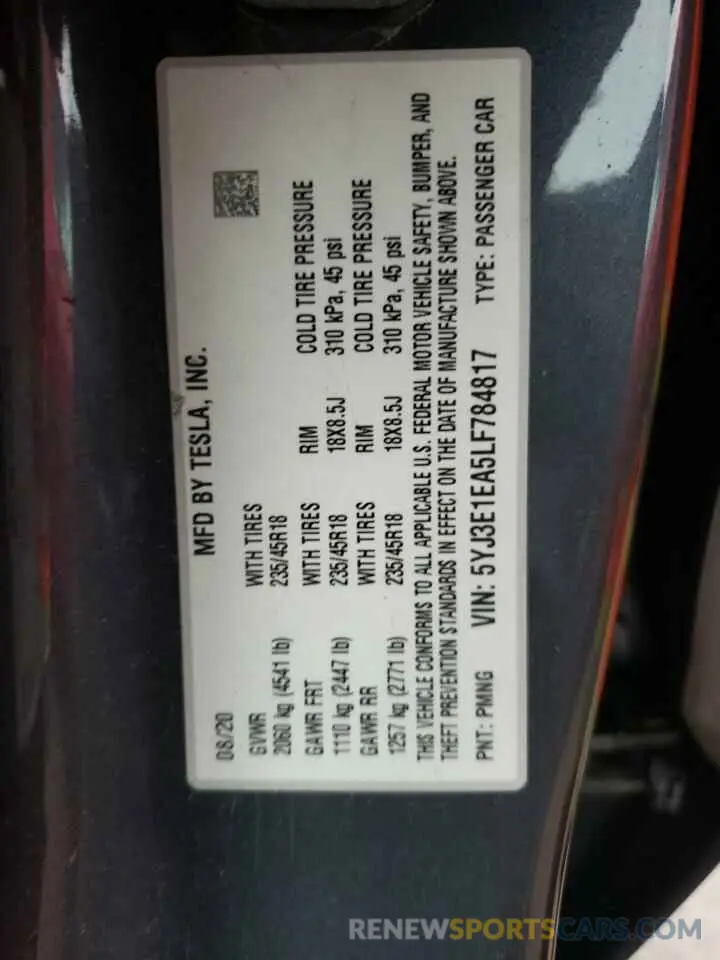 MFD BY TESLA, INC.
08/20
GVWR WITH TIRES
2060 kg (4541 lb) 235/45R18
GAWR FRT WITH TIRES RIM COLD TIRE PRESSURE
1110 kg (2447 lb) 235/45R18 18X8.5J 310 kPa, 45 psi
GAWR RR WITH TIRES RIM COLD TIRE PRESSURE
1257 kg (2771 lb) 235/45R18 18X8.5J 310 kPa, 45 psi
THIS VEHICLE CONFORMS TO ALL APPLICABLE U.S. FEDERAL MOTOR VEHICLE SAFETY, BUMPER, AND
THEFT PREVENTION STANDARDS IN EFFECT ON THE DATE OF MANUFACTURE SHOWN ABOVE.
PNT.: PMNG VIN: 5YJ3E1EA5LF784817 TYPE: PASSENGER CAR
RENEWSPORTSCARS.COM